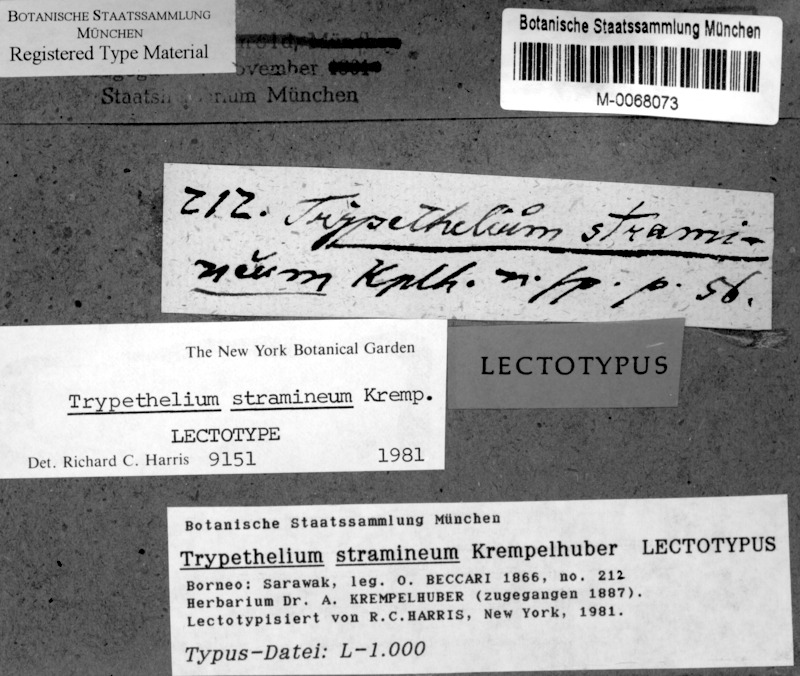 BOTANISCHE STAATSSAMMLUNG
MÜNCHEN
Registered Type Material
München
ovember
Staats München
Botanische Staatssammlung München
M-0068073
212. Trypethelium strami-
neum Kplh. n. sp. p. 56.
The New York Botanical Garden
Trypethelium stramineum Kremp.
LECTOTYPE
Det. Richard C. Harris 9151 1981
LECTOTYPUS
Botanische Staatssammlung München
Trypethelium stramineum Krempelhuber LECTOTYPUS
Borneo: Sarawak, leg. O. BECCARI 1866, no. 212
Herbarium Dr. A. KREMPELHUBER (zugegangen 1887).
Lectotypisiert von R.C.HARRIS, New York, 1981.
Typus-Datei: L-1.000